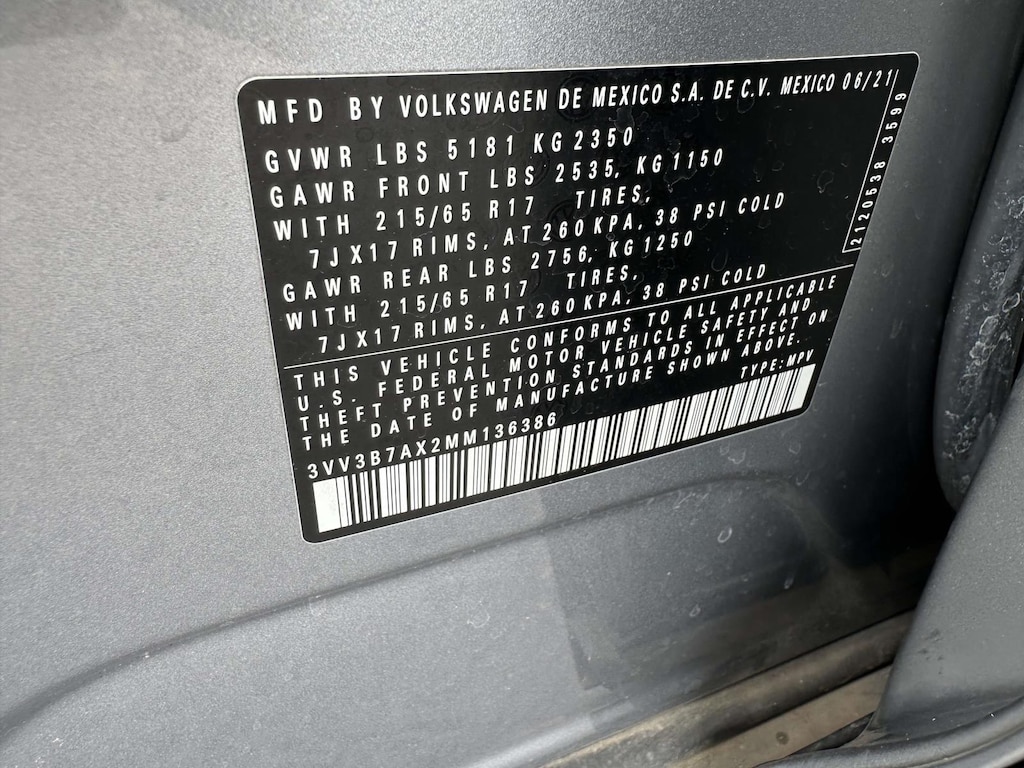 MFD BY VOLKSWAGEN DE MEXICO S.A. DE C.V. MEXICO 06/21
GVWR LBS 5181 KG 2350
GAWR FRONT LBS 2535, KG 1150
WITH 215/65 R17 TIRES,
7JX17 RIMS, AT 260 KPA, 38 PSI COLD
GAWR REAR LBS 2756, KG 1250
WITH 215/65 R17 TIRES,
7JX17 RIMS, AT 260 KPA, 38 PSI COLD
2120538 3599
THIS VEHICLE CONFORMS TO ALL APPLICABLE
U.S. FEDERAL MOTOR VEHICLE SAFETY AND
THEFT PREVENTION STANDARDS IN EFFECT ON
THE DATE OF MANUFACTURE SHOWN ABOVE.
3VV3B7AX2MM136386 TYPE: MPV